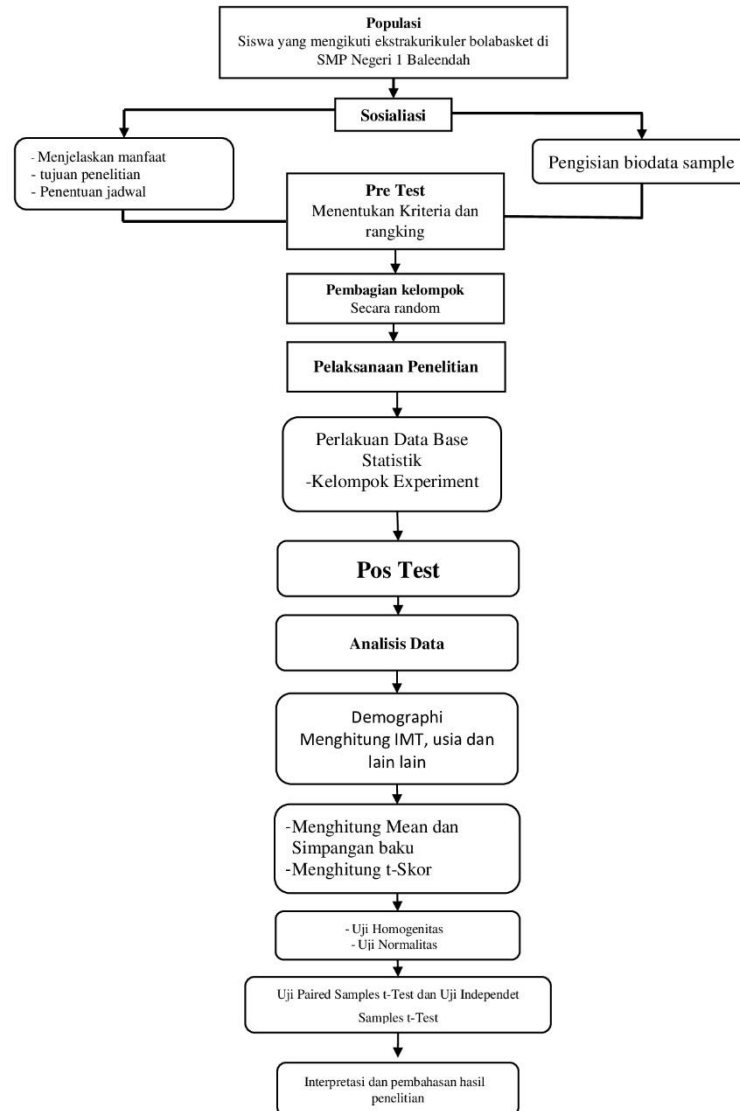 Populasi
Siswa yang mengikuti ekstrakurikuler bolabasket di
SMP Negeri 1 Baleendah
Sosialiasi
- Menjelaskan manfaat
- tujuan penelitian
- Penentuan jadwal
Pengisian biodata sample
Pre Test
Menentukan Kriteria dan
rangking
Pembagian kelompok
Secara random
Pelaksanaan Penelitian
Perlakuan Data Base
Statistik
-Kelompok Experiment
Pos Test
Analisis Data
Demographi
Menghitung IMT, usia dan
lain lain
-Menghitung Mean dan
Simpangan baku
-Menghitung t-Skor
- Uji Homogenitas
- Uji Normalitas
Uji Paired Samples t-Test dan Uji Independet
Samples t-Test
Interpretasi dan pembahasan hasil
penelitian